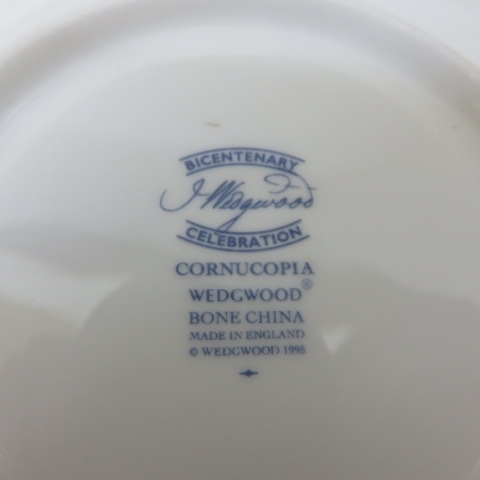 BICENTENARY
J Wedgwood
CELEBRATION
CORNUCOPIA
WEDGWOOD®
BONE CHINA
MADE IN ENGLAND
© WEDGWOOD 1995